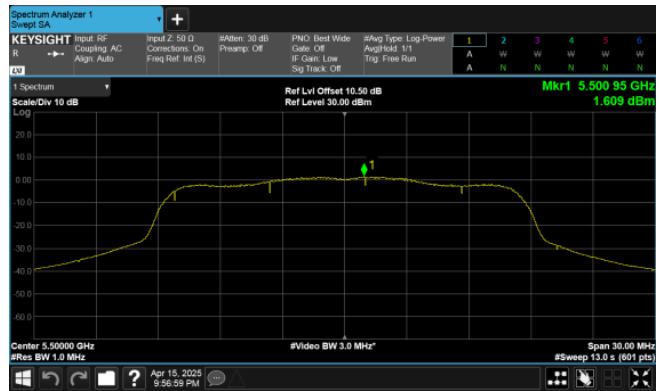 Spectrum Analyzer 1
Swept SA
+
KEYSIGHT
R
LXI
Input: RF
Coupling: AC
Align: Auto
Input Z: 50 Ω
Corrections: On
Freq Ref: Int (S)
#Atten: 30 dB
Preamp: Off
PNO: Best Wide
Gate: Off
IF Gain: Low
Sig Track: Off
#Avg Type: Log-Power
Avg|Hold: 1/1
Trig: Free Run
1 2 3 4 5 6
A W W W W W
A N N N N N
1 Spectrum
Scale/Div 10 dB
Log
Ref Lvl Offset 10.50 dB
Ref Level 30.00 dBm
Mkr1 5.500 95 GHz
1.609 dBm
20.0
10.0
0.00
-10.0
-20.0
-30.0
-40.0
-50.0
-60.0
1
Center 5.50000 GHz
#Res BW 1.0 MHz
#Video BW 3.0 MHz*
Span 30.00 MHz
#Sweep 13.0 s (601 pts)
?
Apr 15, 2025
9:56:59 PM